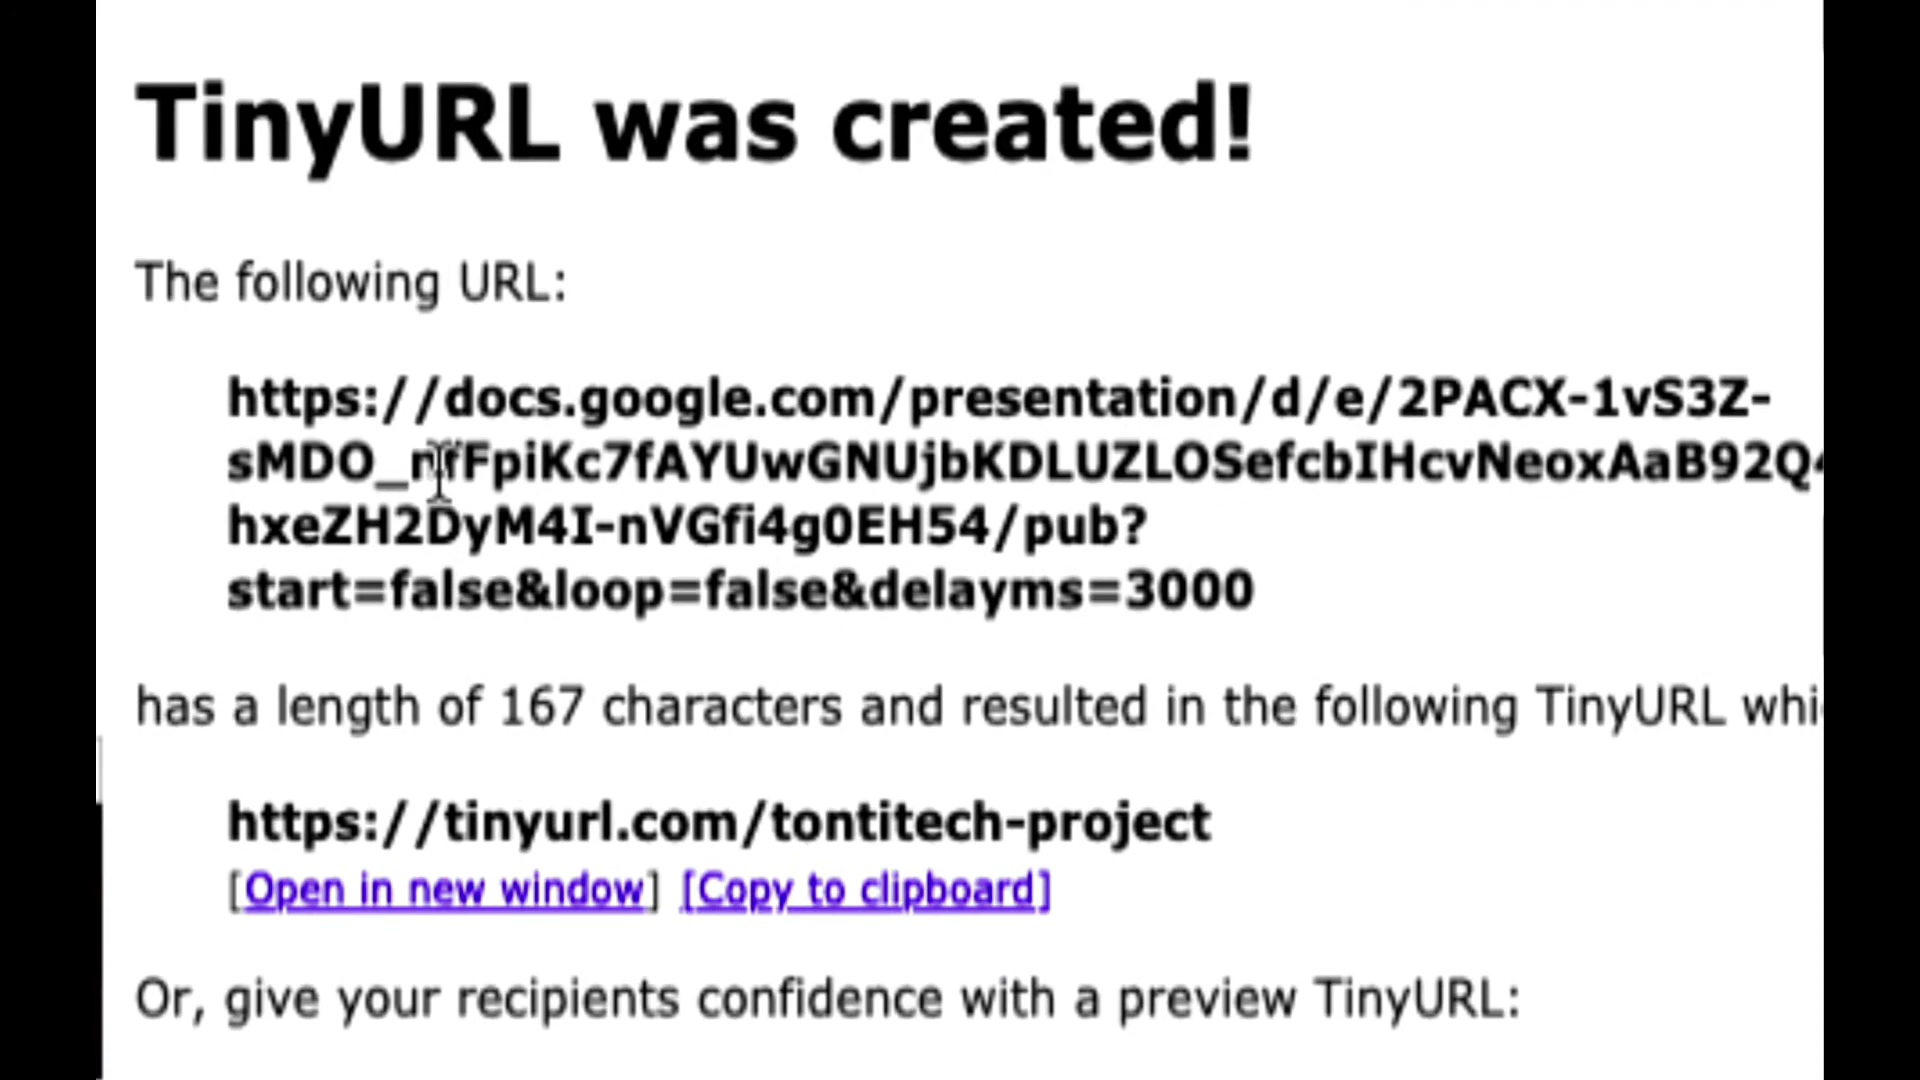 TinyURL was created!
The following URL:
https://docs.google.com/presentation/d/e/2PACX-1vS3Z-
sMDO_nfFpiKc7fAYUwGNUjbKDLUZLOSefcbIHcvNeoxAaB92Q4
hxeZH2DyM4I-nVGfi4g0EH54/pub?
start=false&loop=false&delayms=3000
has a length of 167 characters and resulted in the following TinyURL
https://tinyurl.com/tontitech-project
[Open in new window] [Copy to clipboard]
Or, give your recipients confidence with a preview TinyURL: